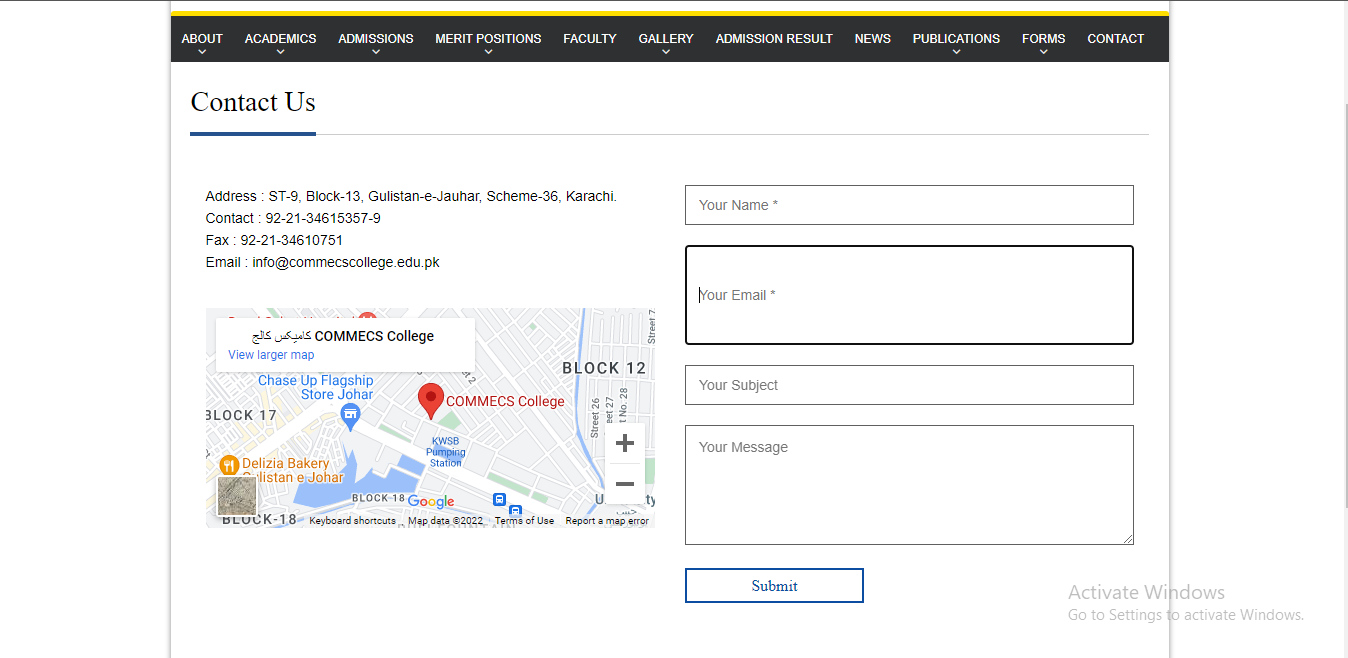 ABOUT ACADEMICS ADMISSIONS MERIT POSITIONS FACULTY GALLERY ADMISSION RESULT NEWS PUBLICATIONS FORMS CONTACT
Contact Us
Address : ST-9, Block-13, Gulistan-e-Jauhar, Scheme-36, Karachi.
Contact : 92-21-34615357-9
Fax : 92-21-34610751
Email : info@commecscollege.edu.pk
COMMECS College کامیکس کالج
View larger map
Street 7
BLOCK 12
Chase Up Flagship
Store Johar
COMMECS College
BLOCK 17
Street 26
No. 28
KWSB
Pumping
Station
Delizia Bakery
Gulistan e Johar
BLOCK 18
Google
BLOCK-18
Keyboard shortcuts
Map data ©2022
Terms of Use
Report a map error
Your Name *
Your Email *
Your Subject
Your Message
Submit
Activate Windows
Go to Settings to activate Windows.